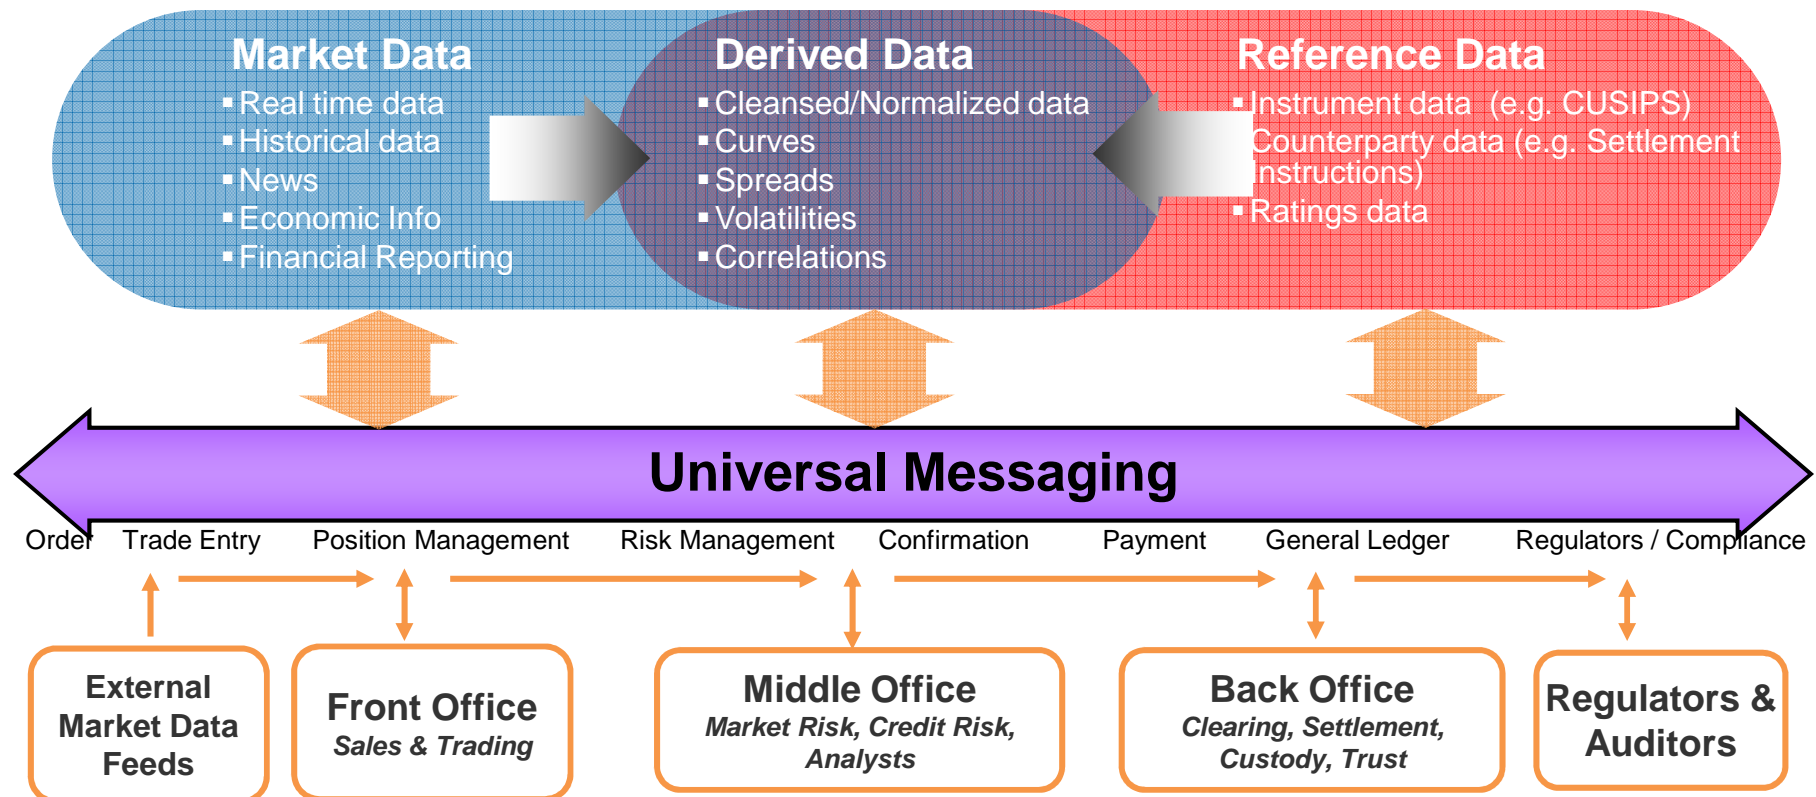 Market Data
▪Real time data
▪Historical data
▪News
▪Economic Info
▪Financial Reporting
Derived Data
▪Cleansed/Normalized data
▪Curves
▪Spreads
▪Volatilities
▪Correlations
Reference Data
▪Instrument data (e.g. CUSIPS)
Counterparty data (e.g. Settlement
Instructions)
▪Ratings data
Universal Messaging
Order Trade Entry Position Management Risk Management Confirmation Payment General Ledger Regulators / Compliance
External
Market Data
Feeds
Front Office
Sales & Trading
Middle Office
Market Risk, Credit Risk,
Analysts
Back Office
Clearing, Settlement,
Custody, Trust
Regulators &
Auditors